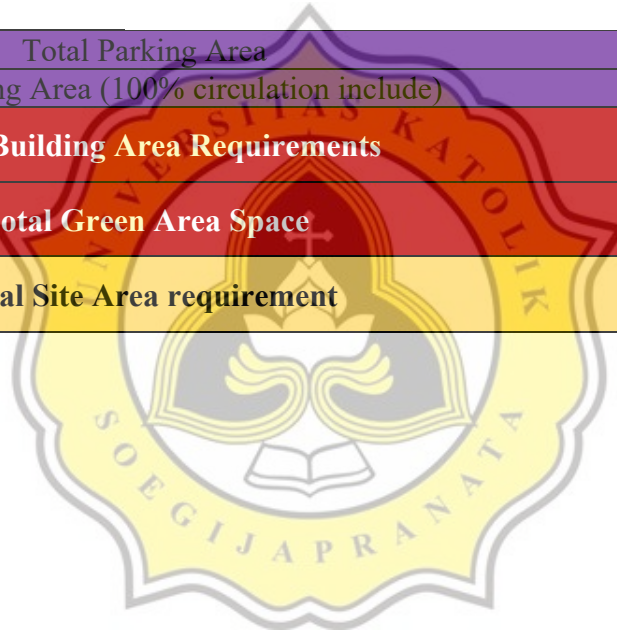 Total Parking Area
ng Area (100% circulation include)
Building Area Requirements
otal Green Area Space
al Site Area requirement
UNIVERSITAS KATOLIK
SOEGIJAPRANATA